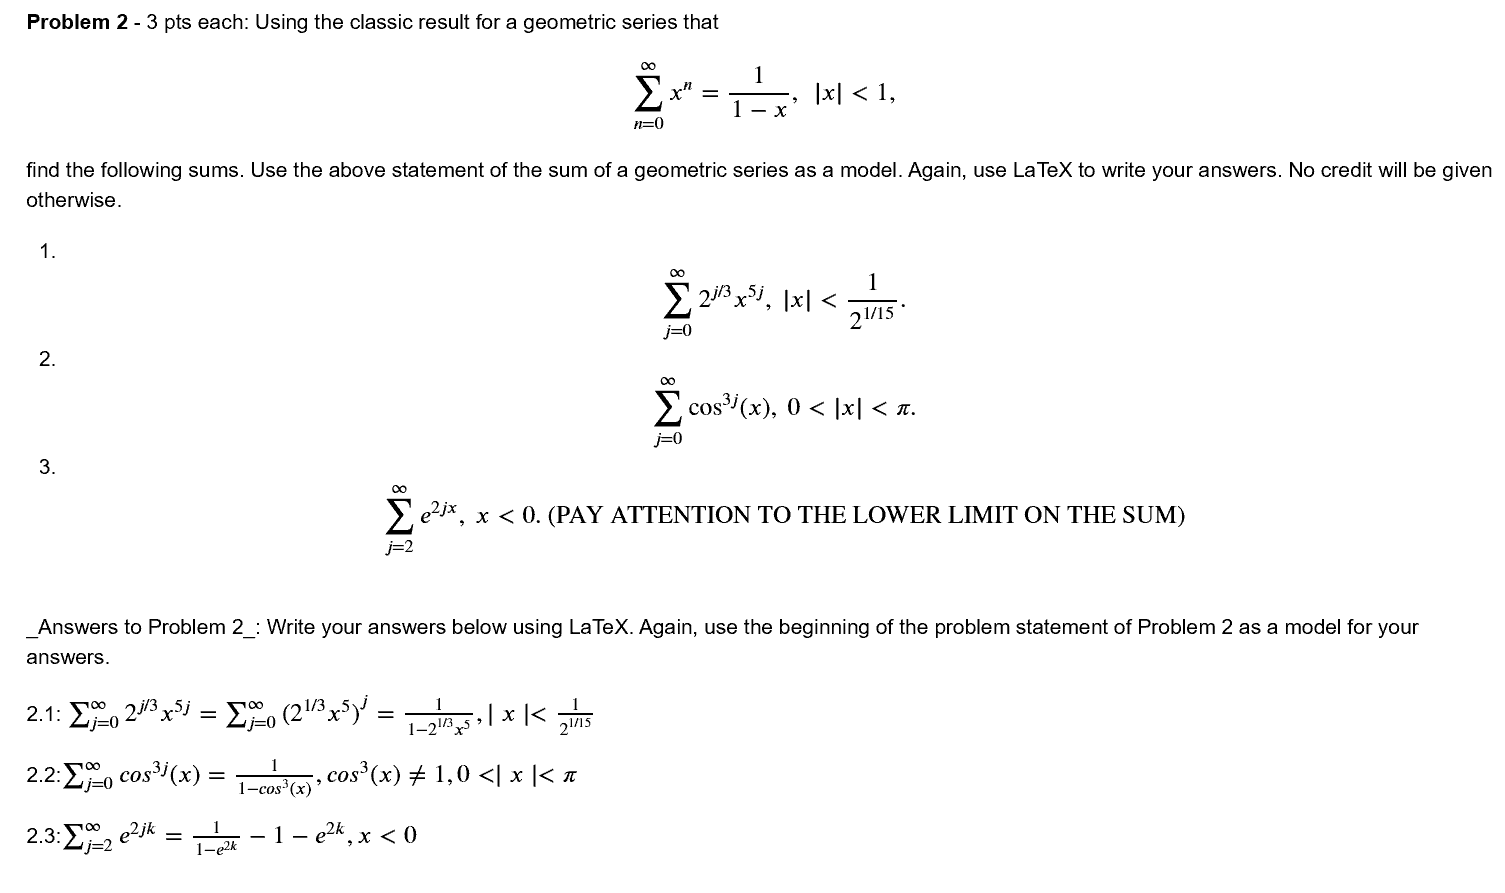 Problem 2 - 3 pts each: Using the classic result for a geometric series that
$$\sum_{n=0}^{\infty} x^n = \frac{1}{1-x}, \ |x| < 1,$$
find the following sums. Use the above statement of the sum of a geometric series as a model. Again, use LaTeX to write your answers. No credit will be given
otherwise.
1.
$$\sum_{j=0}^{\infty} 2^{j/3} x^{5j}, \ |x| < \frac{1}{2^{1/15}}.$$
2.
$$\sum_{j=0}^{\infty} \cos^{3j}(x), \ 0 < |x| < \pi.$$
3.
$$\sum_{j=2}^{\infty} e^{2jx}, \ x < 0. \text{ (PAY ATTENTION TO THE LOWER LIMIT ON THE SUM)}$$
_Answers to Problem 2_: Write your answers below using LaTeX. Again, use the beginning of the problem statement of Problem 2 as a model for your
answers.
2.1: $\sum_{j=0}^{\infty} 2^{j/3} x^{5j} = \sum_{j=0}^{\infty} (2^{1/3} x^5)^j = \frac{1}{1-2^{1/3}x^5}, | x |< \frac{1}{2^{1/15}}$
2.2:$\sum_{j=0}^{\infty} cos^{3j}(x) = \frac{1}{1-cos^3(x)}, cos^3(x) \neq 1, 0 <| x |< \pi$
2.3:$\sum_{j=2}^{\infty} e^{2jk} = \frac{1}{1-e^{2k}} - 1 - e^{2k}, x < 0$